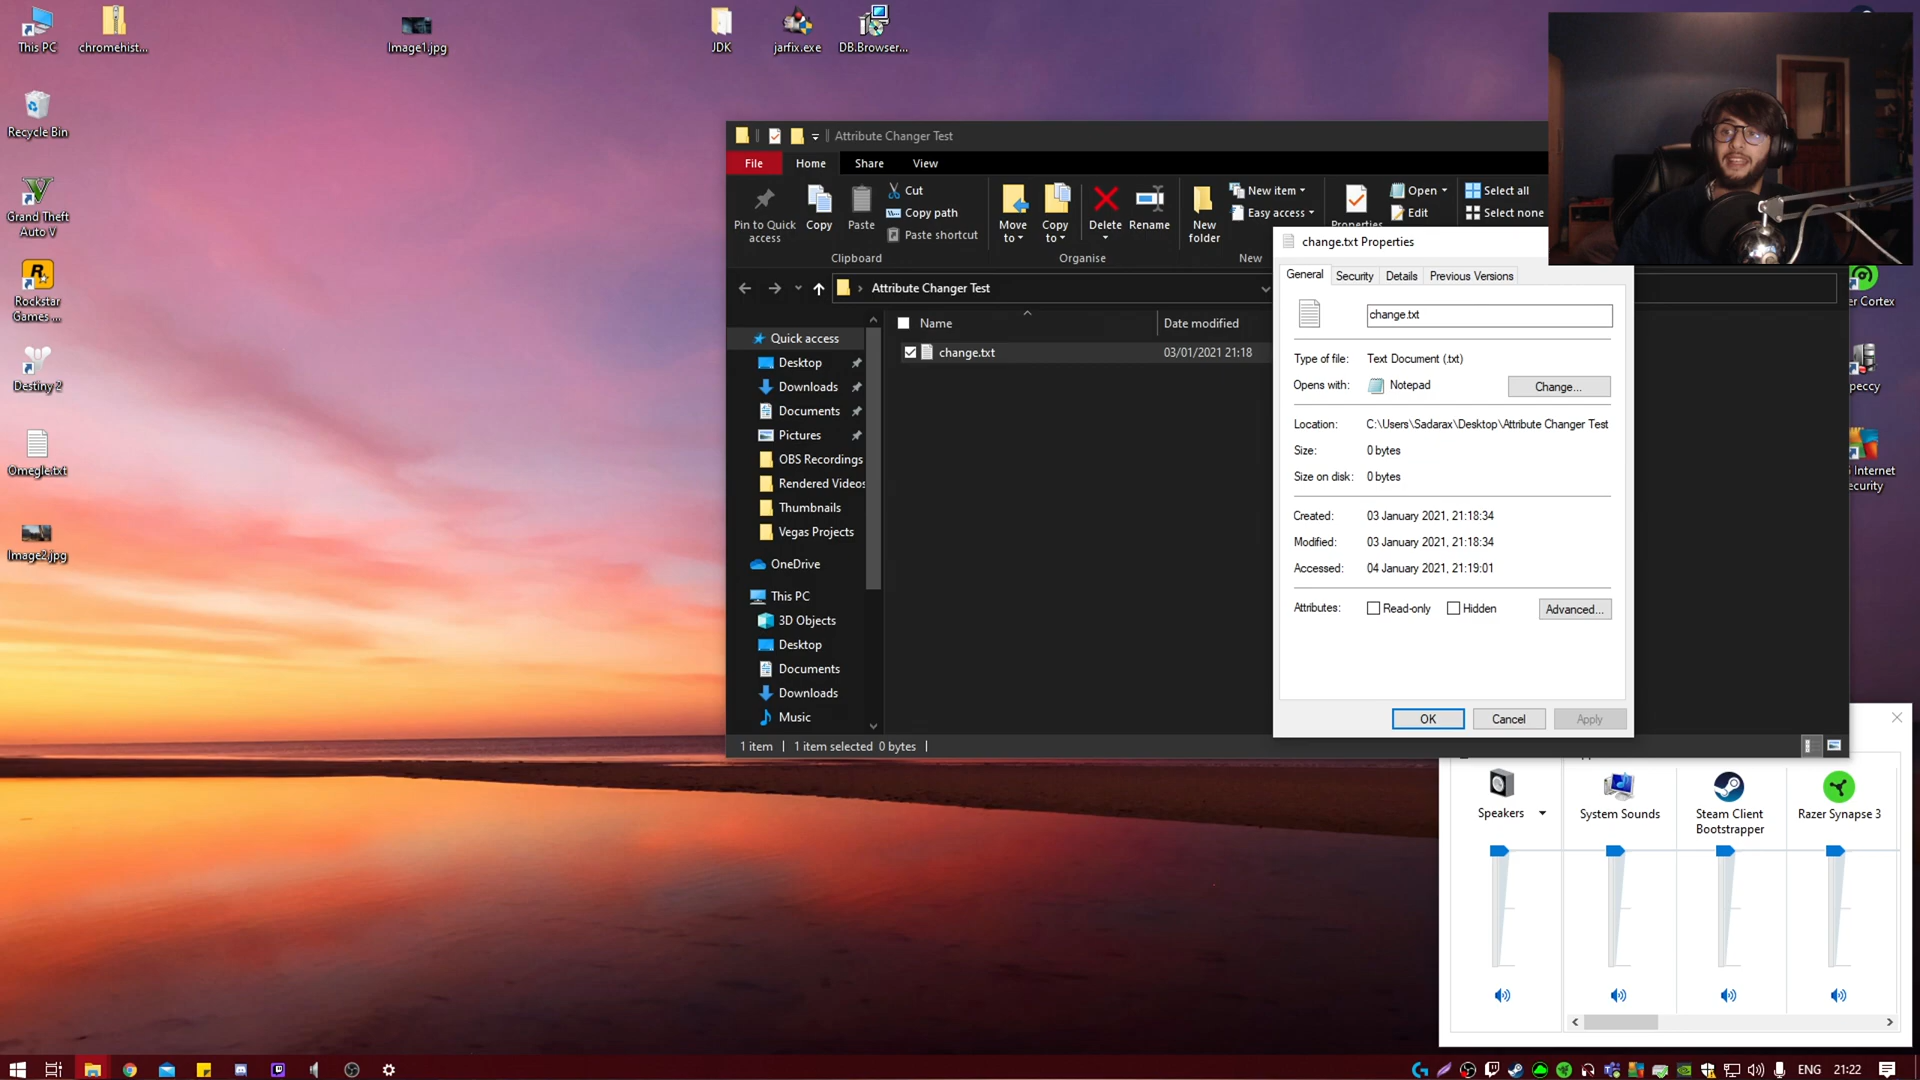 This PC
chromehist...
Image1.jpg
JDK
jarfix.exe
DB.Browser...
Recycle Bin
Grand Theft
Auto V
Rockstar
Games ...
Destiny 2
Omegle.txt
Image2.jpg
Attribute Changer Test
File
Home
Share
View
Pin to Quick
access
Copy
Paste
Cut
Copy path
Paste shortcut
Clipboard
Move
to
Copy
to
Delete
Rename
Organise
New
folder
New item
Easy access
New
Properties
Open
Edit
Select all
Select none
Attribute Changer Test
Quick access
Desktop
Downloads
Documents
Pictures
OBS Recordings
Rendered Videos
Thumbnails
Vegas Projects
OneDrive
This PC
3D Objects
Desktop
Documents
Downloads
Music
Name
Date modified
change.txt
03/01/2021 21:18
1 item
1 item selected 0 bytes
change.txt Properties
General
Security
Details
Previous Versions
change.txt
Type of file: Text Document (.txt)
Opens with: Notepad
Change...
Location: C:\Users\Sadarax\Desktop\Attribute Changer Test
Size: 0 bytes
Size on disk: 0 bytes
Created: 03 January 2021, 21:18:34
Modified: 03 January 2021, 21:18:34
Accessed: 04 January 2021, 21:19:01
Attributes: Read-only Hidden
Advanced...
OK
Cancel
Apply
er Cortex
peccy
Internet
ecurity
Speakers
System Sounds
Steam Client
Bootstrapper
Razer Synapse 3
ENG
21:22